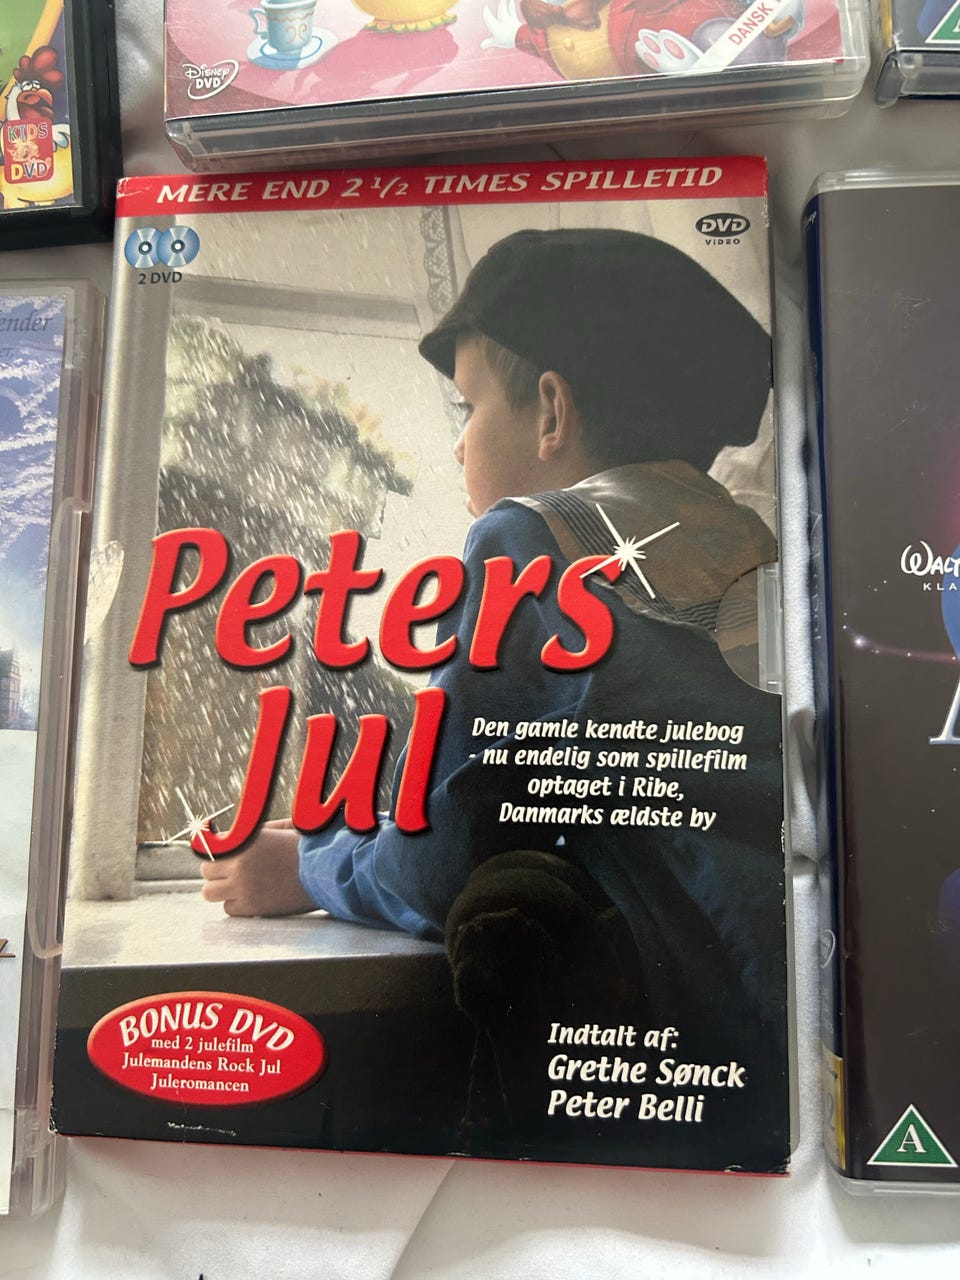 DANSK
Disney
DVD
KIDS
DVD
MERE END 2 1/2 TIMES SPILLETID
DVD
VIDEO
2 DVD
Peters
Jul
Den gamle kendte julebog
- nu endelig som spillefilm
optaget i Ribe,
Danmarks ældste by
BONUS DVD
med 2 julefilm
Julemandens Rock Jul
Juleromancen
Indtalt af:
Grethe Sønck
Peter Belli
WALT
KLA
A